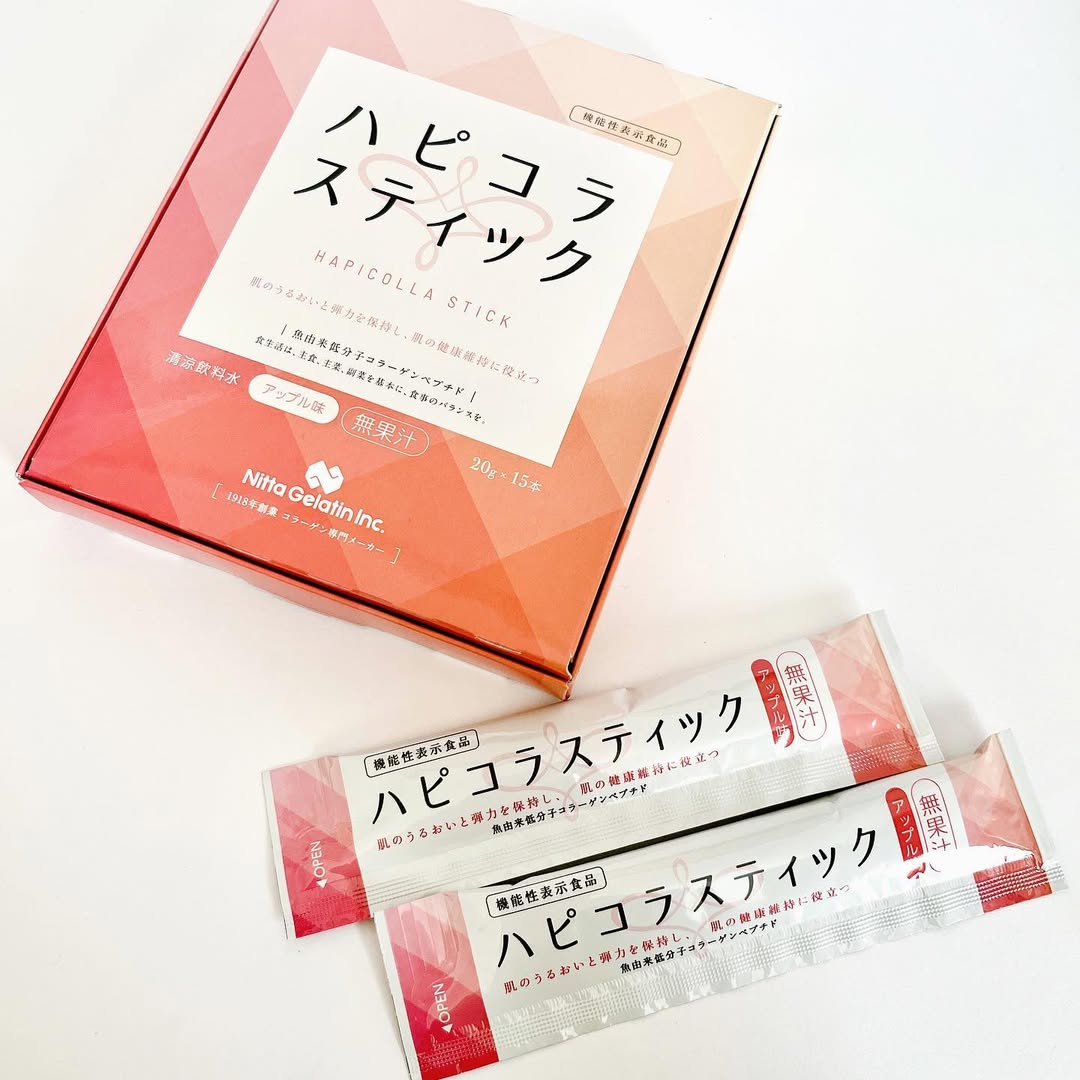 機能性表示食品
ハピコラ
スティック
HAPICOLLA STICK
肌のうるおいと弾力を保持し、肌の健康維持に役立つ
| 魚由来低分子コラーゲンペプチド |
食生活は、主食、主菜、副菜を基本に、食事のバランスを。
清涼飲料水 アップル味 無果汁
20g×15本
Nitta Gelatin Inc.
[ 1918年創業 コラーゲン専門メーカー ]
機能性表示食品
ハピコラスティック
肌のうるおいと弾力を保持し、肌の健康維持に役立つ
魚由来低分子コラーゲンペプチド
アップル味
無果汁
◀OPEN
機能性表示食品
ハピコラスティック
肌のうるおいと弾力を保持し、肌の健康維持に役立つ
魚由来低分子コラーゲンペプチド
アップル
無果汁
◀OPEN